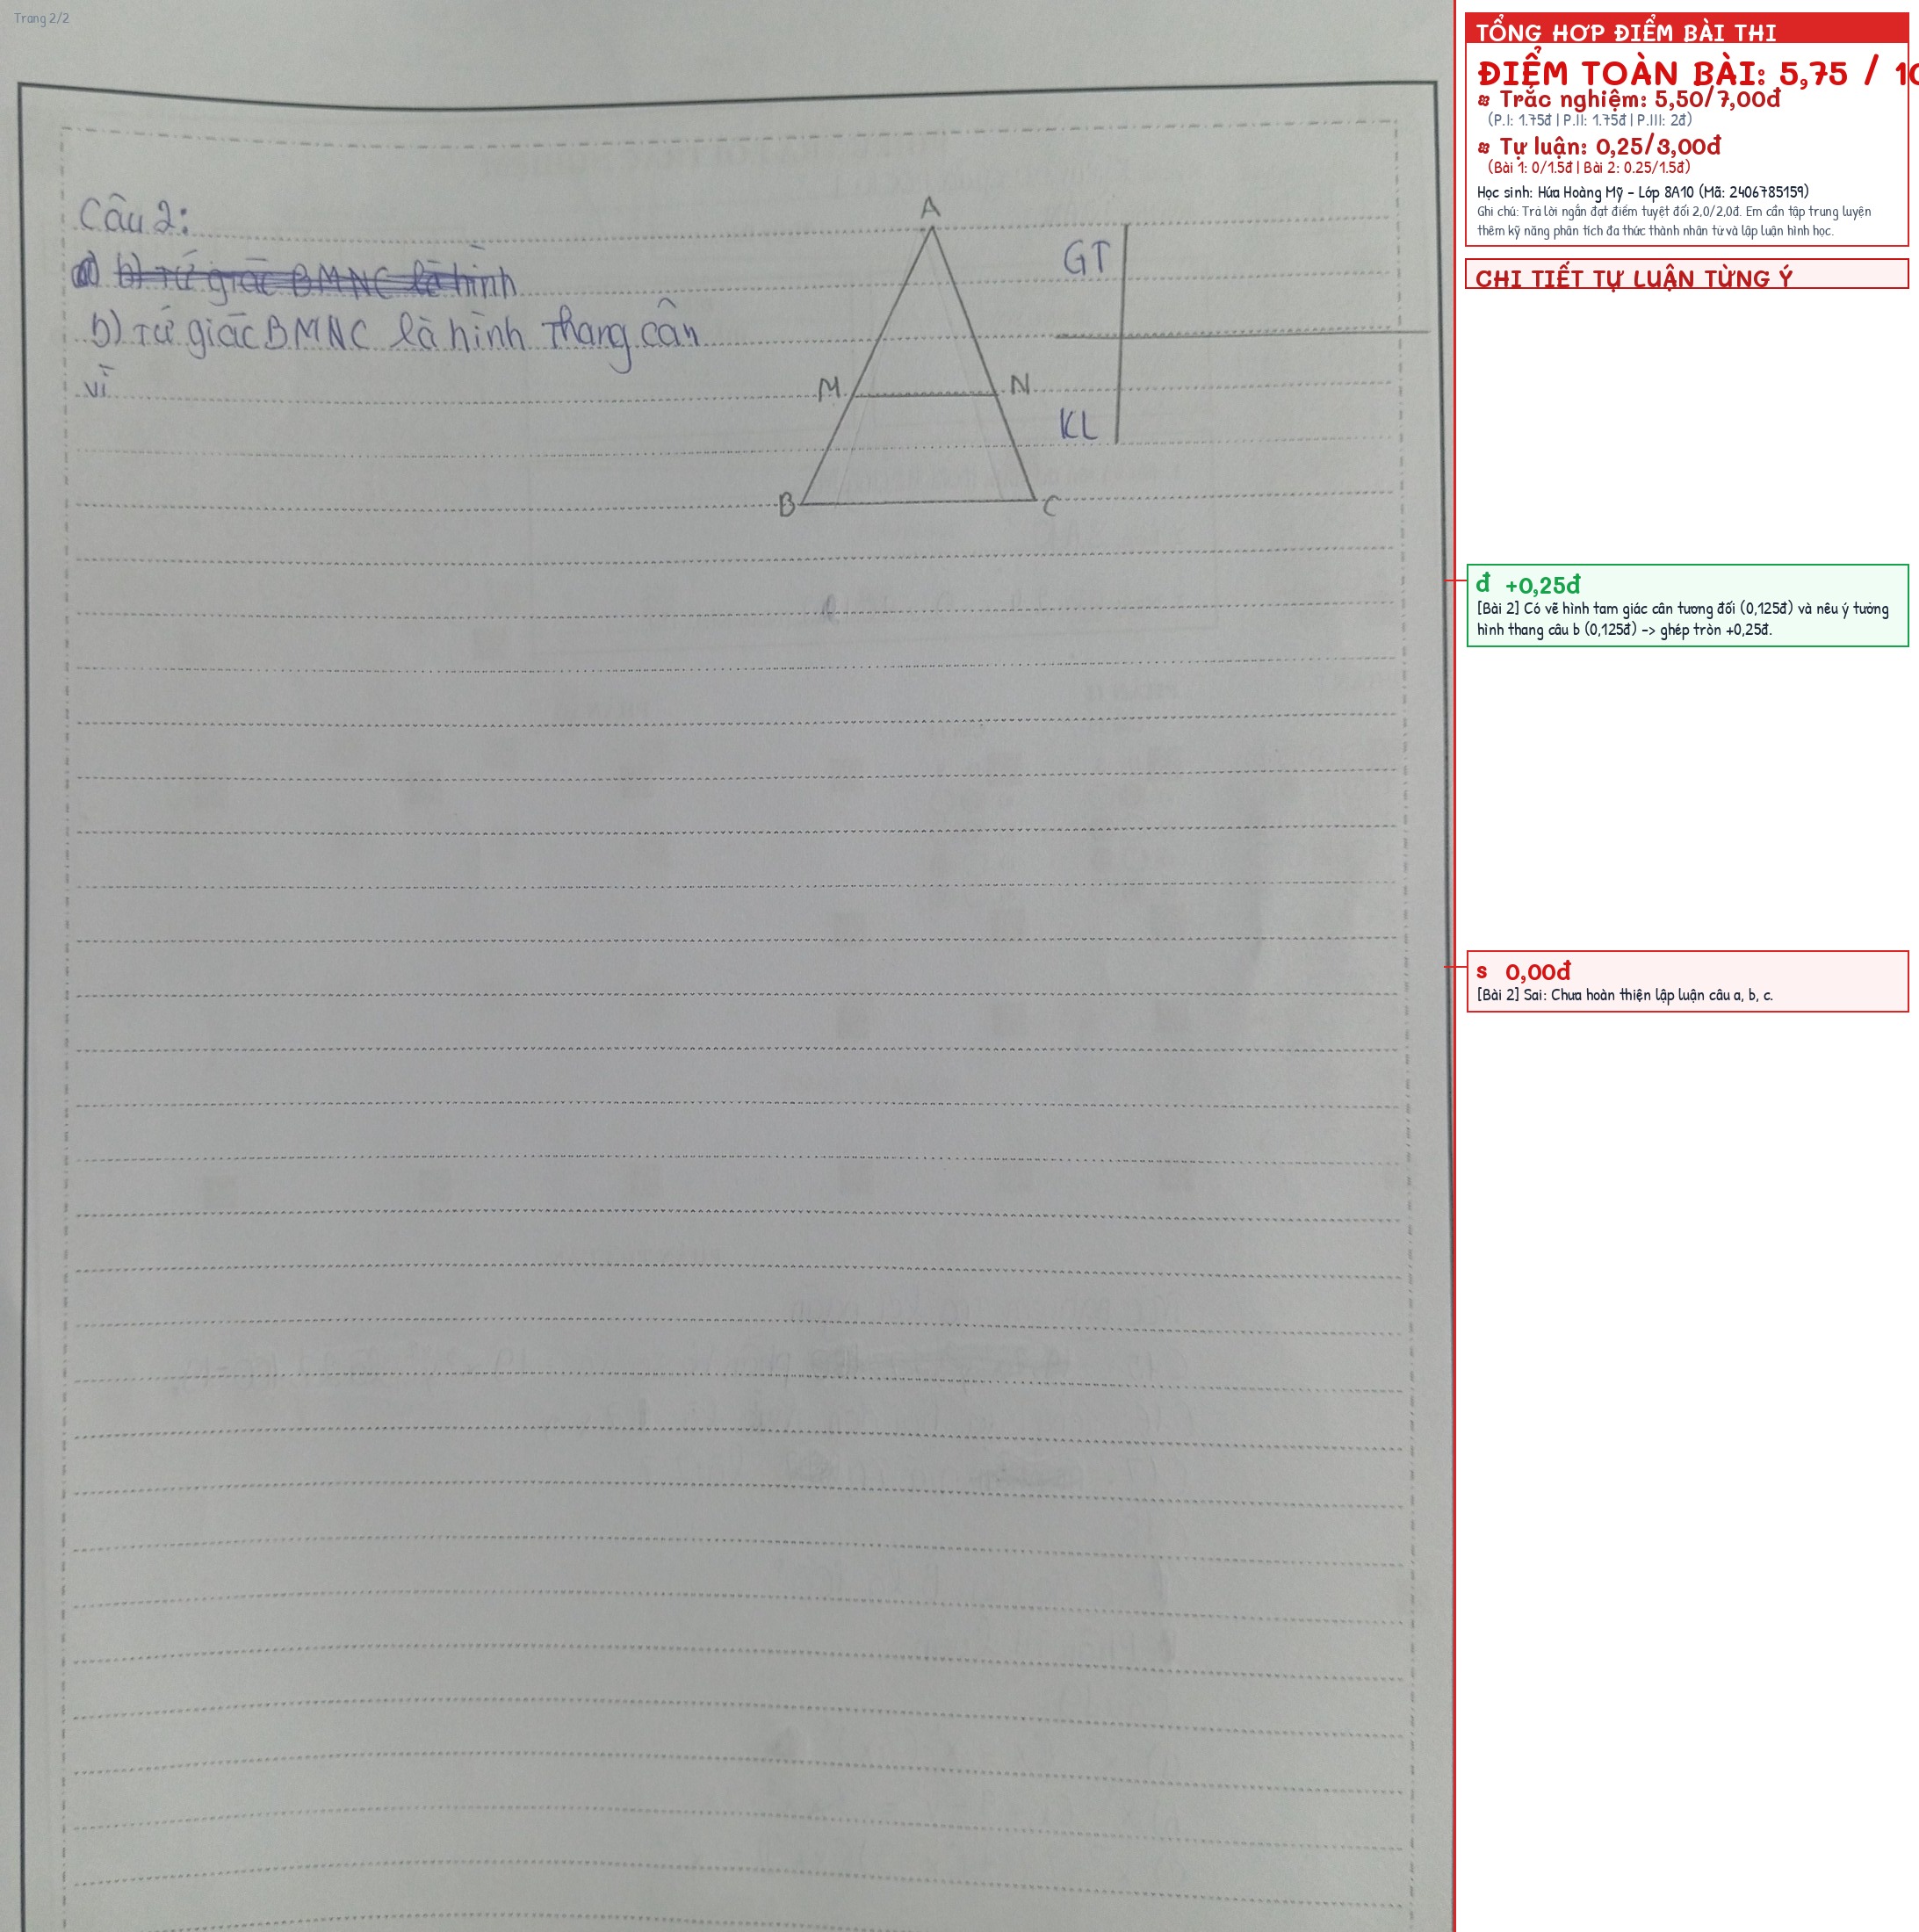 Trang 2/2
Câu 2:
a) b) Tứ giác BMNC là hình
b) Tứ giác BMNC là hình thang cân
vì
A
M
N
B
C
GT
KL
TỔNG HỢP ĐIỂM BÀI THI
ĐIỂM TOÀN BÀI: 5,75 / 10
Trắc nghiệm: 5,50/7,00đ
(P.I: 1.75đ | P.II: 1.75đ | P.III: 2đ)
Tự luận: 0,25/3,00đ
(Bài 1: 0/1.5đ | Bài 2: 0.25/1.5đ)
Học sinh: Hứa Hoàng Mỹ - Lớp 8A10 (Mã: 2406785159)
Ghi chú: Trả lời ngắn đạt điểm tuyệt đối 2,0/2,0đ. Em cần tập trung luyện
thêm kỹ năng phân tích đa thức thành nhân tử và lập luận hình học.
CHI TIẾT TỰ LUẬN TỪNG Ý
đ +0,25đ
[Bài 2] Có vẽ hình tam giác cân tương đối (0,125đ) và nêu ý tưởng
hình thang câu b (0,125đ) -> ghép tròn +0,25đ.
s 0,00đ
[Bài 2] Sai: Chưa hoàn thiện lập luận câu a, b, c.